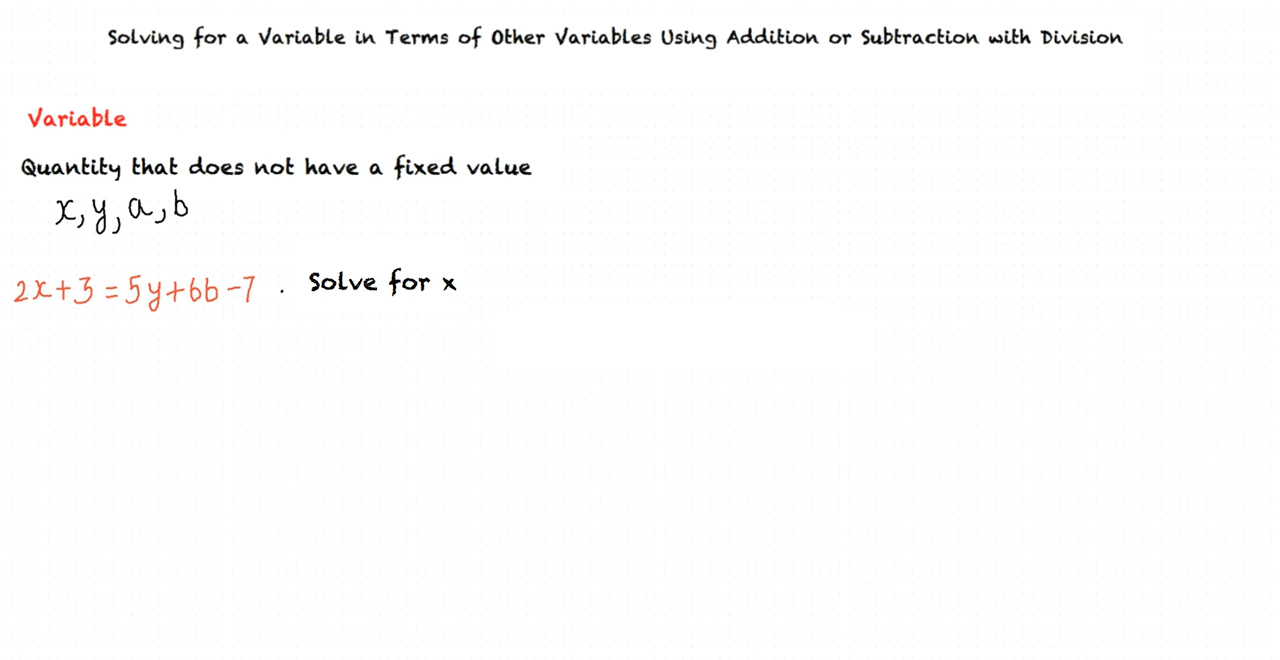 Solving for a Variable in Terms of Other Variables Using Addition or Subtraction with Division
Variable
Quantity that does not have a fixed value
x, y, a, b
2x+3=5y+6b-7 . Solve for x